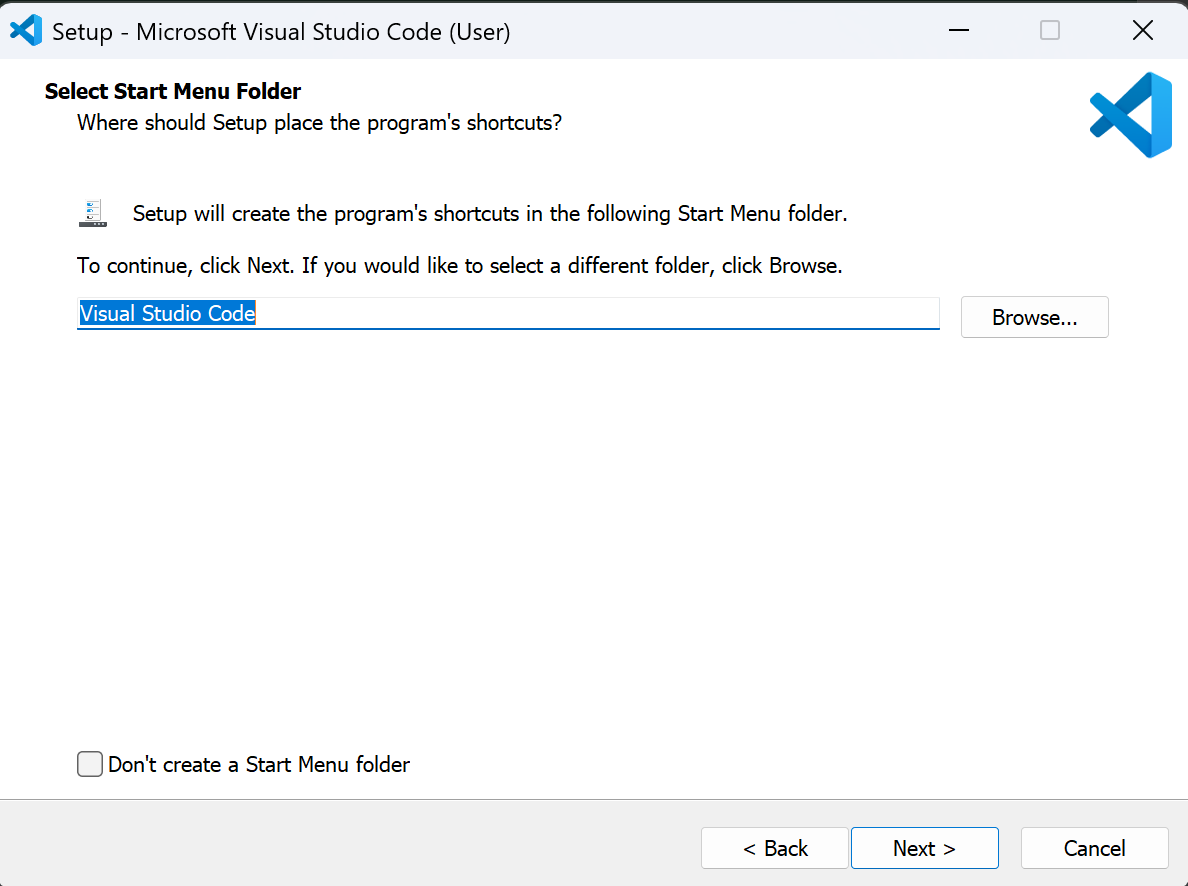 Setup - Microsoft Visual Studio Code (User)
Select Start Menu Folder
Where should Setup place the program's shortcuts?
Setup will create the program's shortcuts in the following Start Menu folder.
To continue, click Next. If you would like to select a different folder, click Browse.
Visual Studio Code
Browse...
Don't create a Start Menu folder
< Back
Next >
Cancel